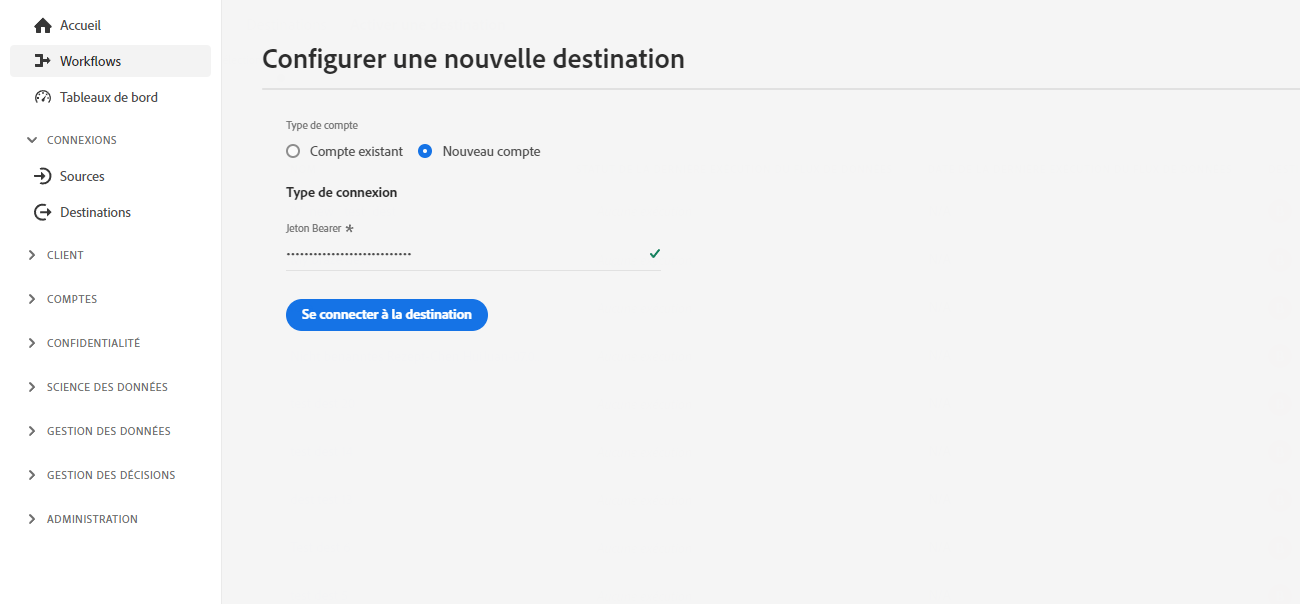 Accueil
Workflows
Tableaux de bord
CONNEXIONS
Sources
Destinations
CLIENT
COMPTES
CONFIDENTIALITÉ
SCIENCE DES DONNÉES
GESTION DES DONNÉES
GESTION DES DÉCISIONS
ADMINISTRATION
Configurer une nouvelle destination
Type de compte
Compte existant Nouveau compte
Type de connexion
Jeton Bearer *
••••••••••••••••••••••••••••
Se connecter à la destination